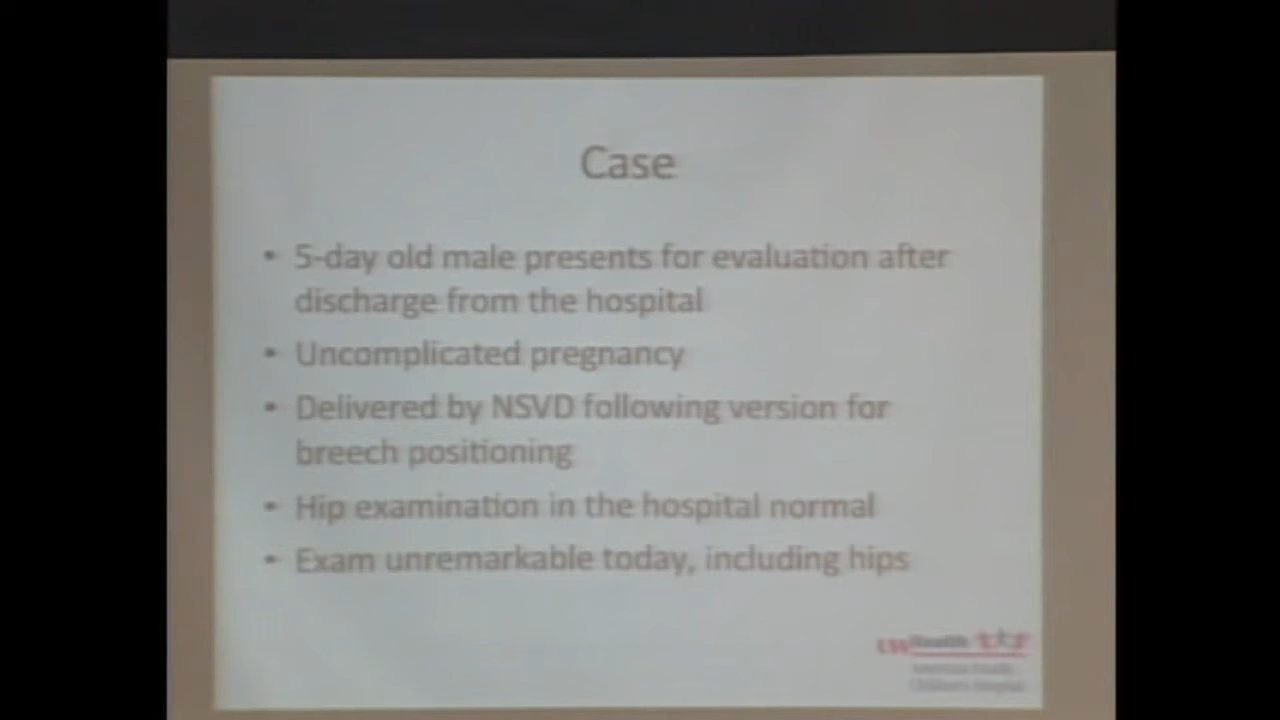 Case
• 5-day old male presents for evaluation after
discharge from the hospital
• Uncomplicated pregnancy
• Delivered by NSVD following version for
breech positioning
• Hip examination in the hospital normal
• Exam unremarkable today, including hips
UWHealth
American Family
Children's Hospital